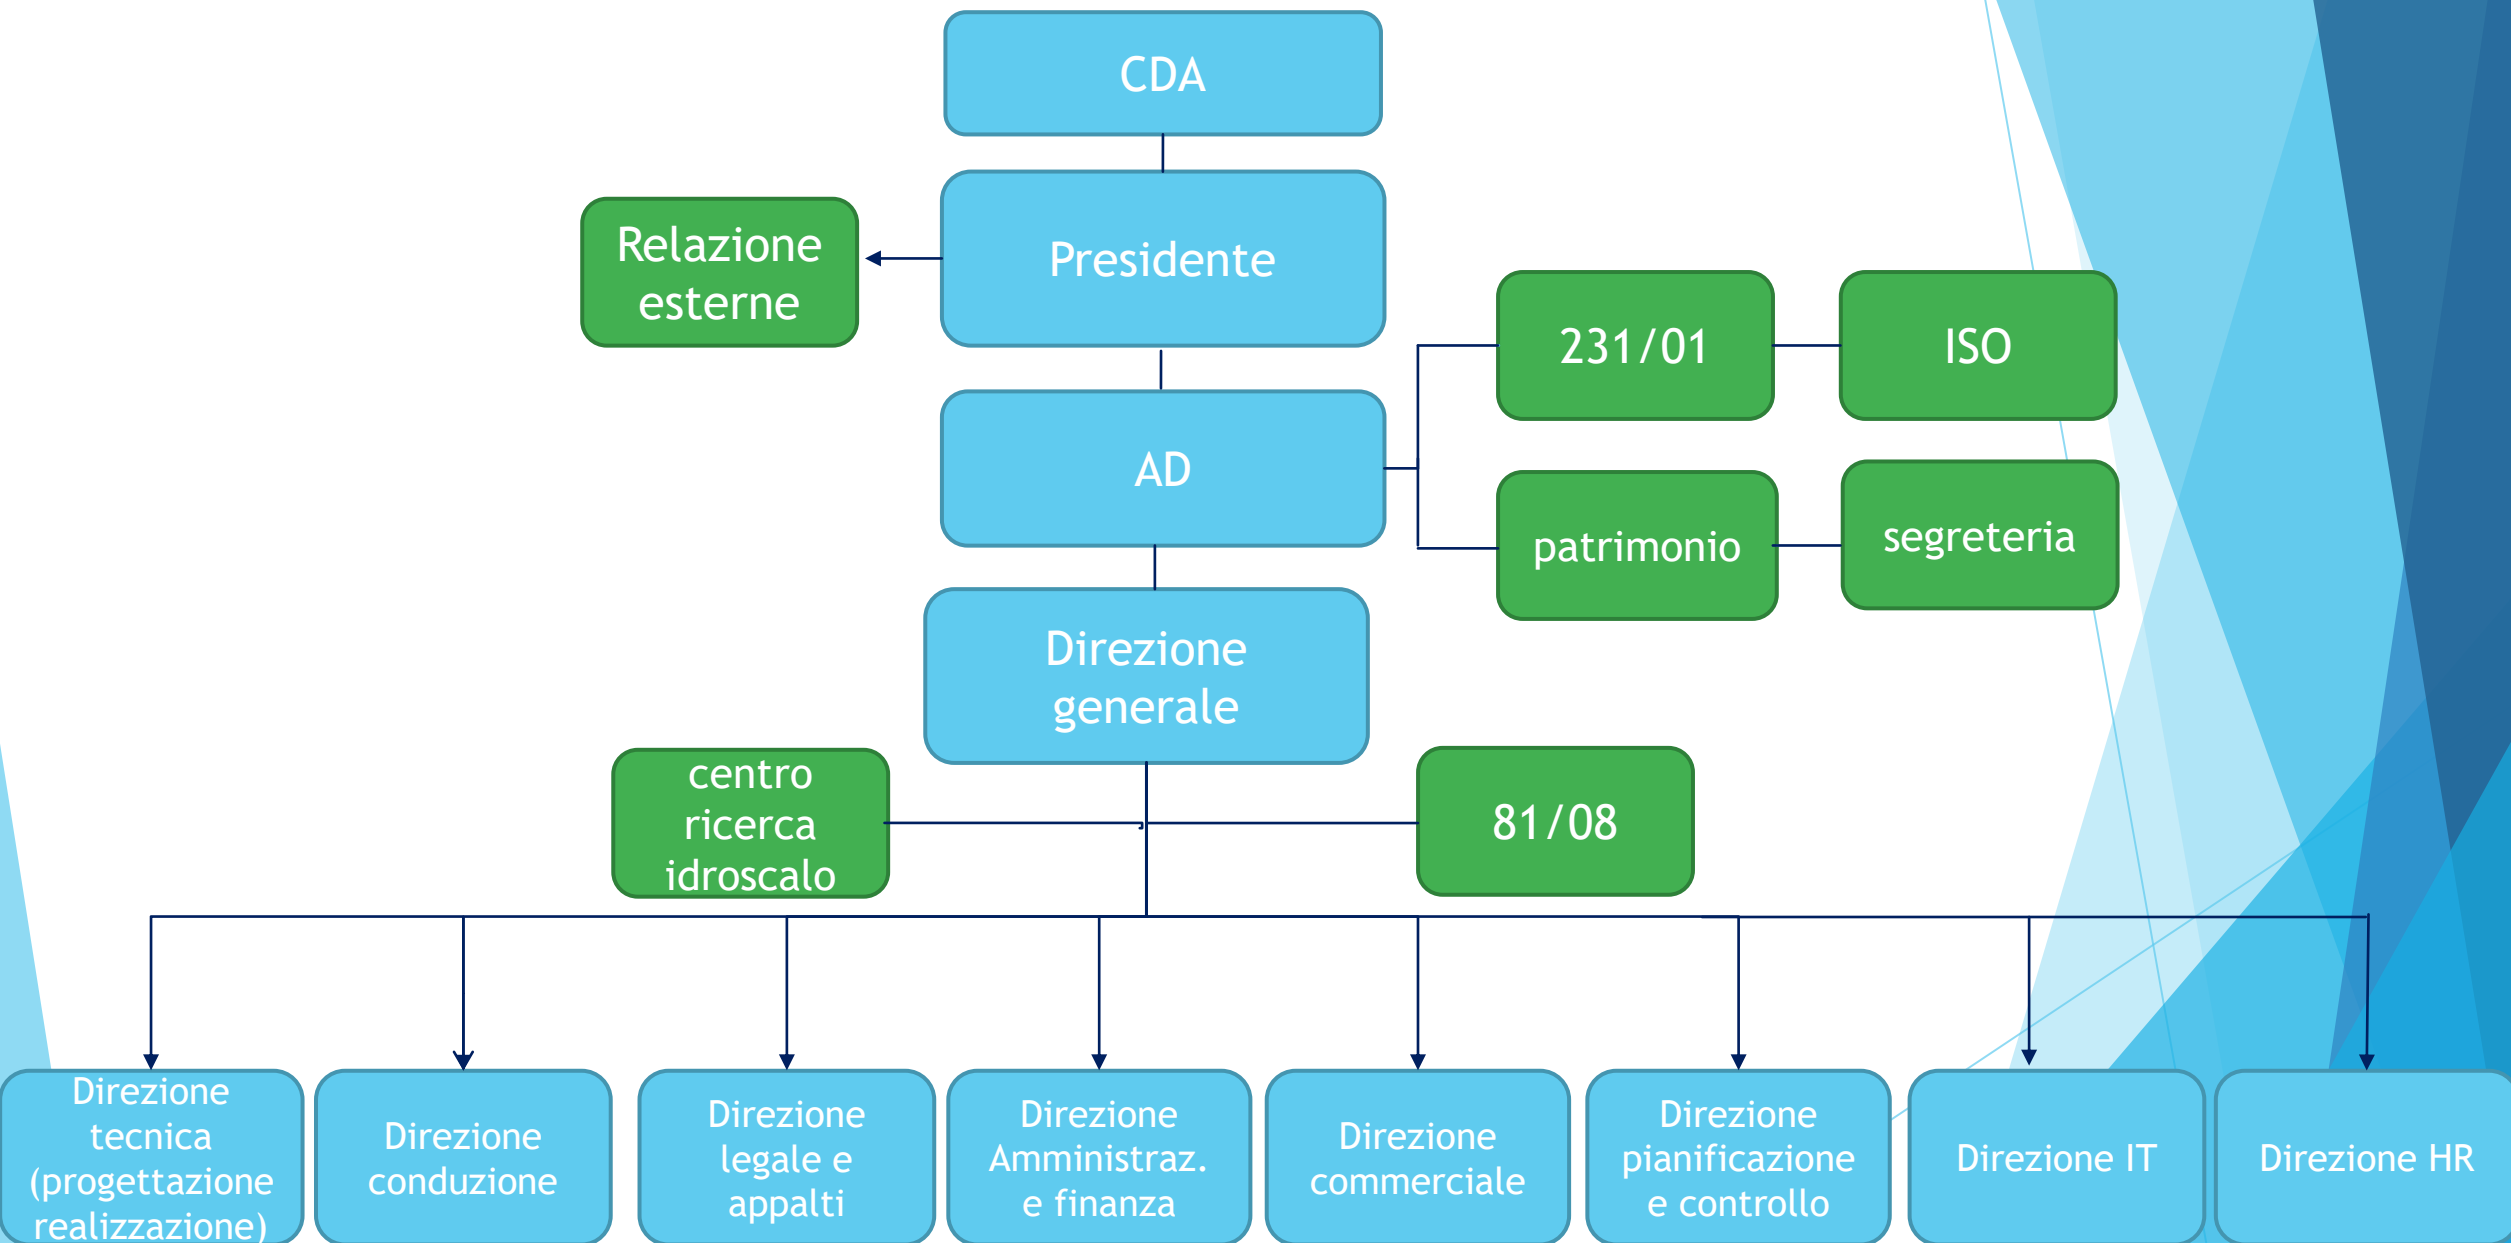 CDA
Relazione
esterne
Presidente
231/01
ISO
AD
patrimonio
segreteria
Direzione
generale
centro
ricerca
idroscalo
81/08
Direzione
tecnica
(progettazione
realizzazione)
Direzione
conduzione
Direzione
legale e
appalti
Direzione
Amministraz.
e finanza
Direzione
commerciale
Direzione
pianificazione
e controllo
Direzione IT
Direzione HR